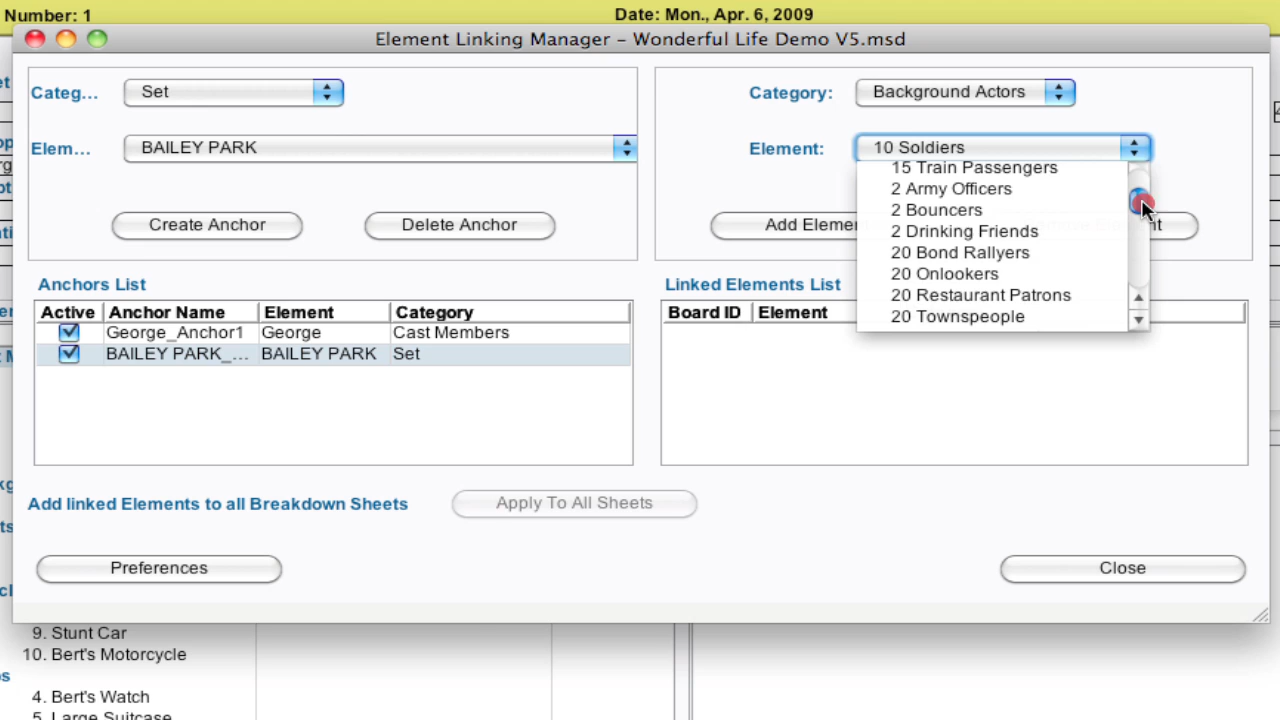 Number: 1
Date: Mon., Apr. 6, 2009
Element Linking Manager – Wonderful Life Demo V5.msd
Categ...
Set
Category:
Background Actors
Elem...
BAILEY PARK
Element:
10 Soldiers
15 Train Passengers
2 Army Officers
2 Bouncers
2 Drinking Friends
20 Bond Rallyers
20 Onlookers
20 Restaurant Patrons
20 Townspeople
Create Anchor
Delete Anchor
Anchors List
Linked Elements List
Active Anchor Name Element Category
George_Anchor1 George Cast Members
BAILEY PARK_... BAILEY PARK Set
Board ID Element
Add linked Elements to all Breakdown Sheets
Apply To All Sheets
Preferences
Close
9. Stunt Car
10. Bert's Motorcycle
4. Bert's Watch
5. Large Suitcase